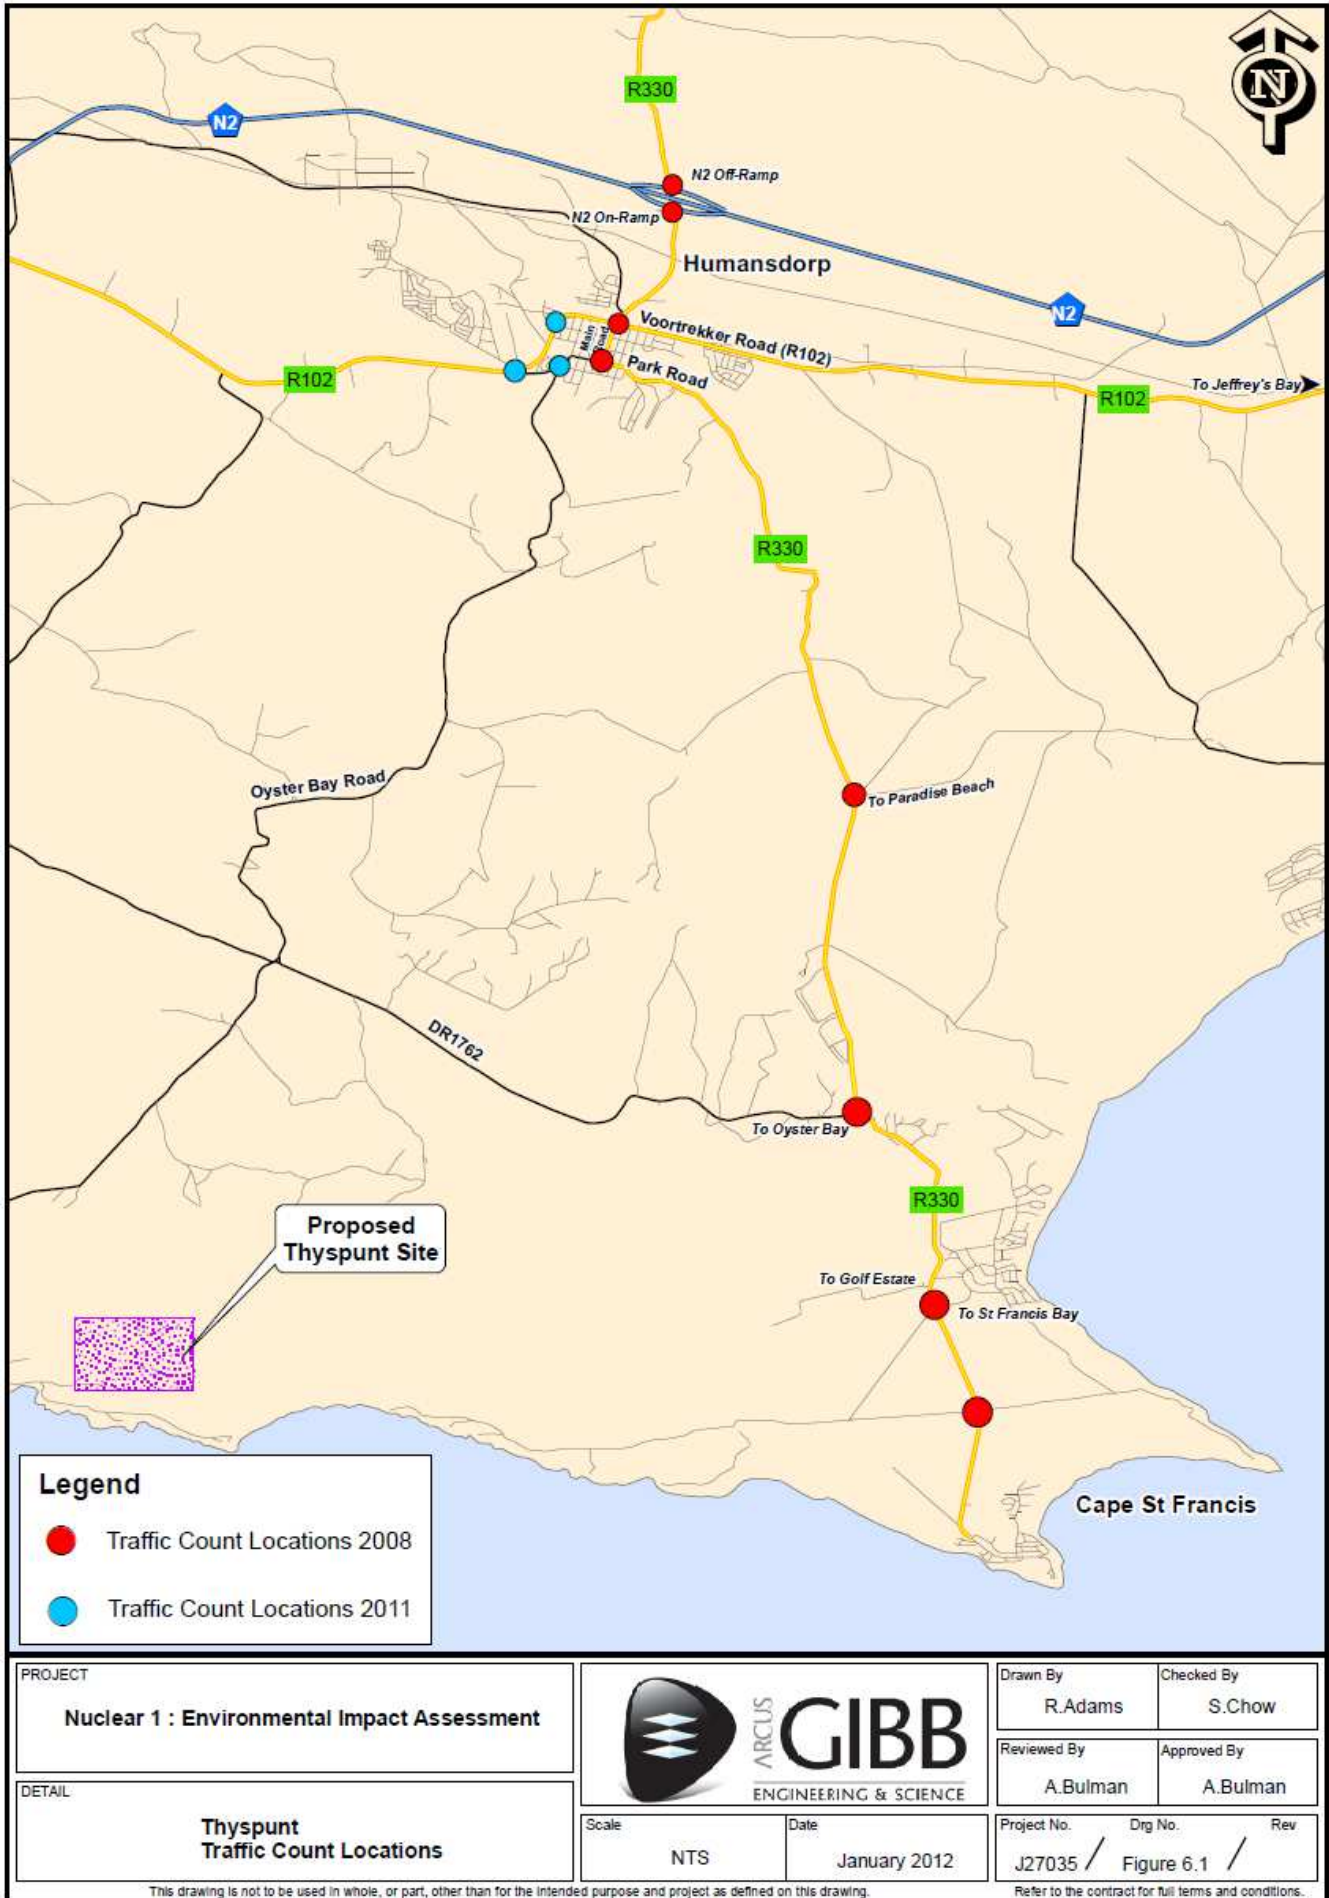 R330
N
N2
N2 Off-Ramp
N2 On-Ramp
Humansdorp
N2
Voortrekker Road (R102)
Main
Road
Park Road
R102
To Jeffrey's Bay
R102
R330
Oyster Bay Road
To Paradise Beach
DR1762
To Oyster Bay
R330
Proposed
Thyspunt Site
To Golf Estate
To St Francis Bay
Cape St Francis
Legend
Traffic Count Locations 2008
Traffic Count Locations 2011
PROJECT
Nuclear 1 : Environmental Impact Assessment
DETAIL
Thyspunt
Traffic Count Locations
ARCUS
GIBB
ENGINEERING & SCIENCE
Scale
NTS
Date
January 2012
Drawn By
R.Adams
Checked By
S.Chow
Reviewed By
A.Bulman
Approved By
A.Bulman
Project No. Drg No. Rev
J27035 / Figure 6.1 /
This drawing is not to be used in whole, or part, other than for the intended purpose and project as defined on this drawing.
Refer to the contract for full terms and conditions.